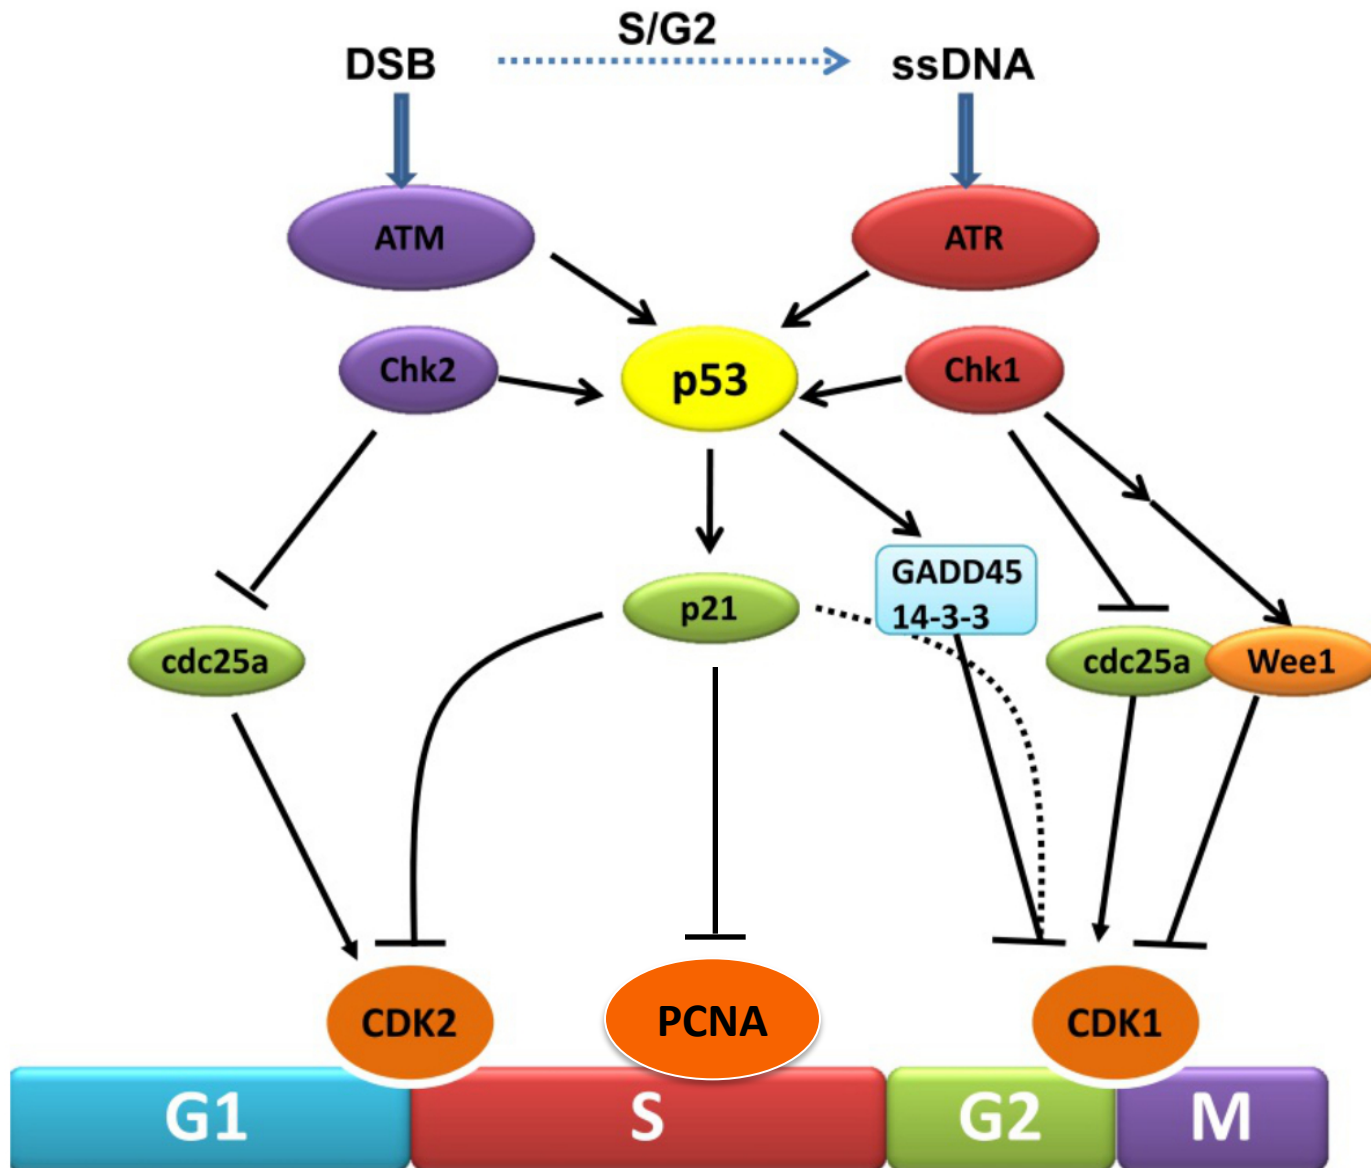 S/G2
DSB
ssDNA
ATM
ATR
Chk2
p53
Chk1
GADD45
14-3-3
p21
cdc25a
cdc25a
Wee1
CDK2
PCNA
CDK1
G1
S
G2
M